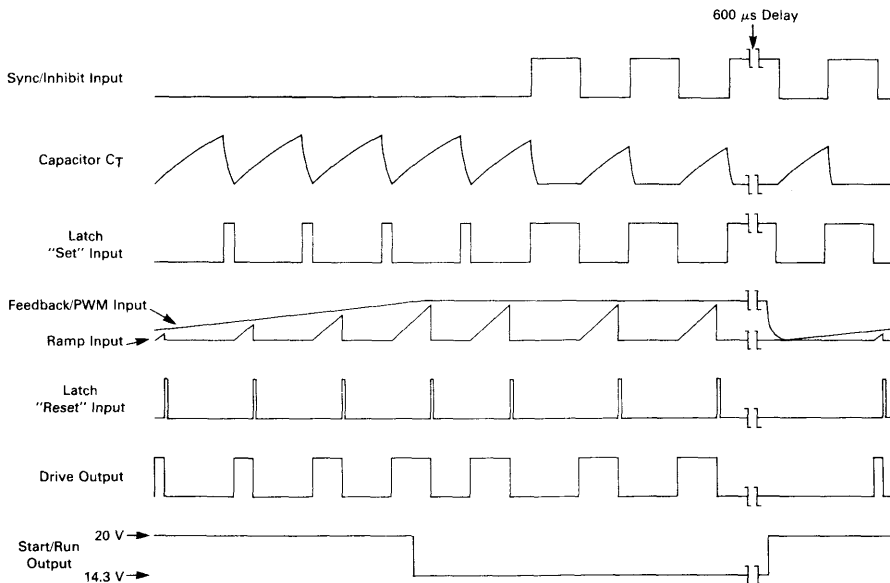 600 μs Delay
Sync/Inhibit Input
Capacitor CT
Latch
"Set" Input
Feedback/PWM Input
Ramp Input
Latch
"Reset" Input
Drive Output
20 V
Start/Run
Output
14.3 V